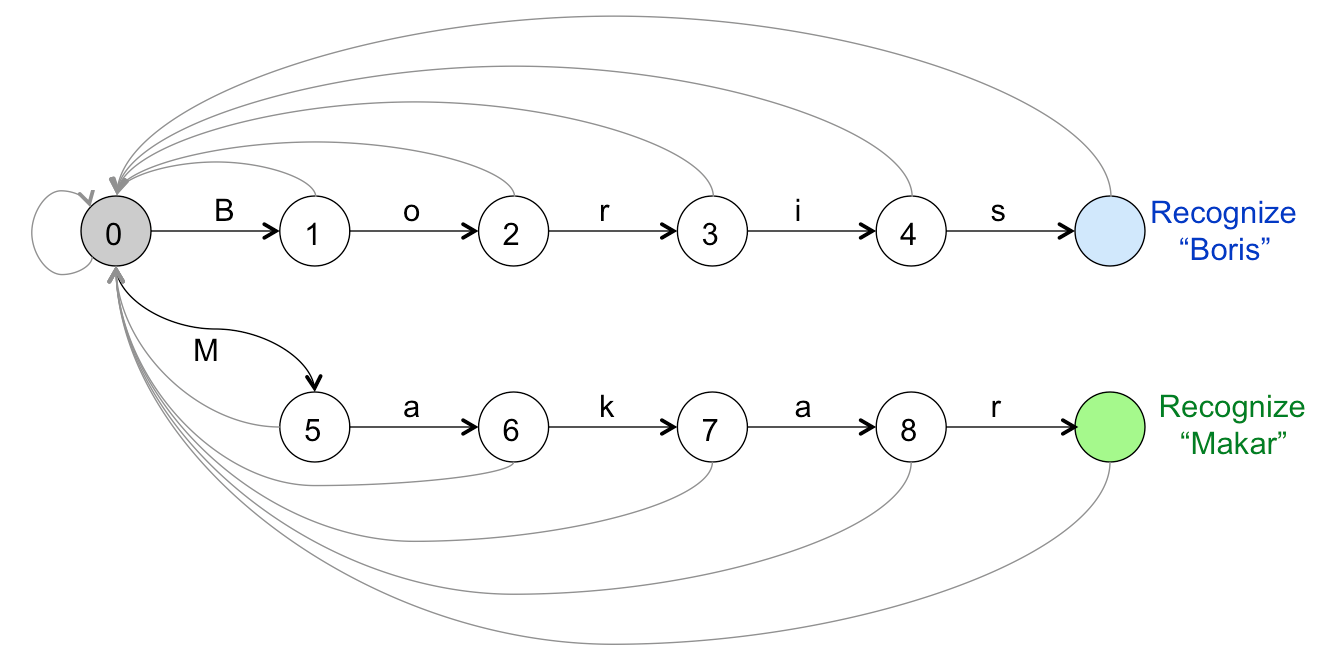 B
o
r
i
s
0
1
2
3
4
Recognize
“Boris”
M
a
k
a
r
5
6
7
8
Recognize
“Makar”